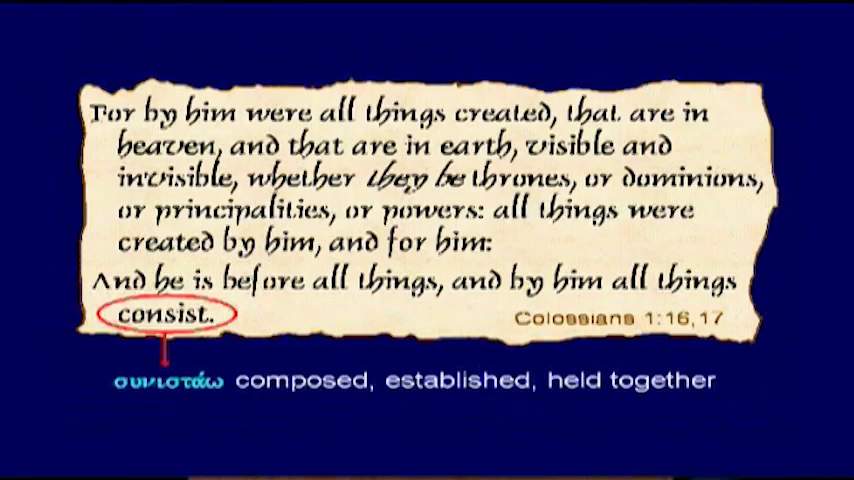 For by him were all things created, that are in
heaven, and that are in earth, visible and
invisible, whether they be thrones, or dominions,
or principalities, or powers: all things were
created by him, and for him:
And he is before all things, and by him all things
consist.
Colossians 1:16,17
συνιστάω composed, established, held together